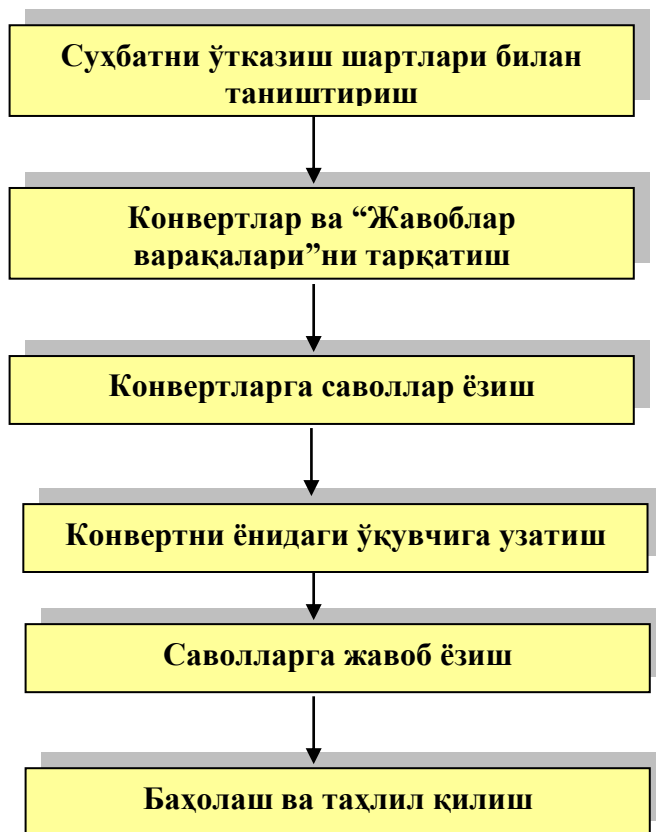 Суҳбатни ўтказиш шартлари билан
таништириш
Конвертлар ва “Жавоблар
варақалари”ни тарқатиш
Конвертларга саволлар ёзиш
Конвертни ёнидаги ўқувчига узатиш
Саволларга жавоб ёзиш
Баҳолаш ва таҳлил қилиш